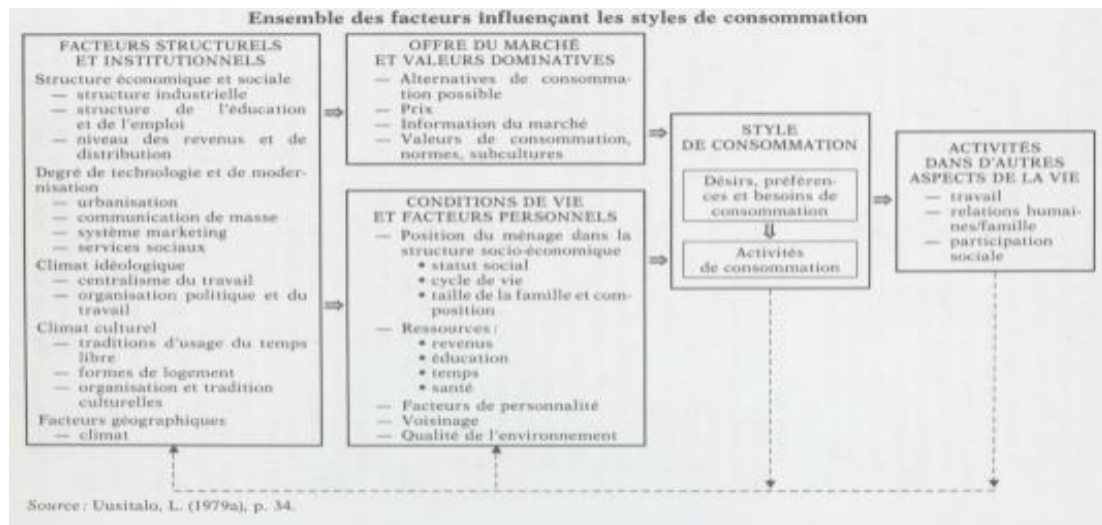 Ensemble des facteurs influençant les styles de consommation
FACTEURS STRUCTURELS
ET INSTITUTIONNELS
Structure économique et sociale
— structure industrielle
— structure de l'éducation
et de l'emploi
— niveau des revenus et de
distribution
Degré de technologie et de moder-
nisation
— urbanisation
— communication de masse
— système marketing
— services sociaux
Climat idéologique
— centralisme du travail
— organisation politique et du
travail
Climat culturel
— traditions d'usage du temps
libre
— formes de logement
— organisation et tradition
culturelles
Facteurs géographiques
— climat
OFFRE DU MARCHÉ
ET VALEURS DOMINATIVES
— Alternatives de consomma-
tion possible
— Prix
— Information du marché
— Valeurs de consommation,
normes, subcultures
CONDITIONS DE VIE
ET FACTEURS PERSONNELS
— Position du ménage dans la
structure socio-économique
• statut social
• cycle de vie
• taille de la famille et com-
position
— Ressources :
• revenus
• éducation
• temps
• santé
— Facteurs de personnalité
— Voisinage
— Qualité de l'environnement
STYLE
DE CONSOMMATION
Désirs, préféren-
ces et besoins de
consommation
Activités
de consommation
ACTIVITÉS
DANS D'AUTRES
ASPECTS DE LA VIE
— travail
— relations humai-
nes/famille
— participation
sociale
Source : Uusitalo, L. (1979a), p. 34.